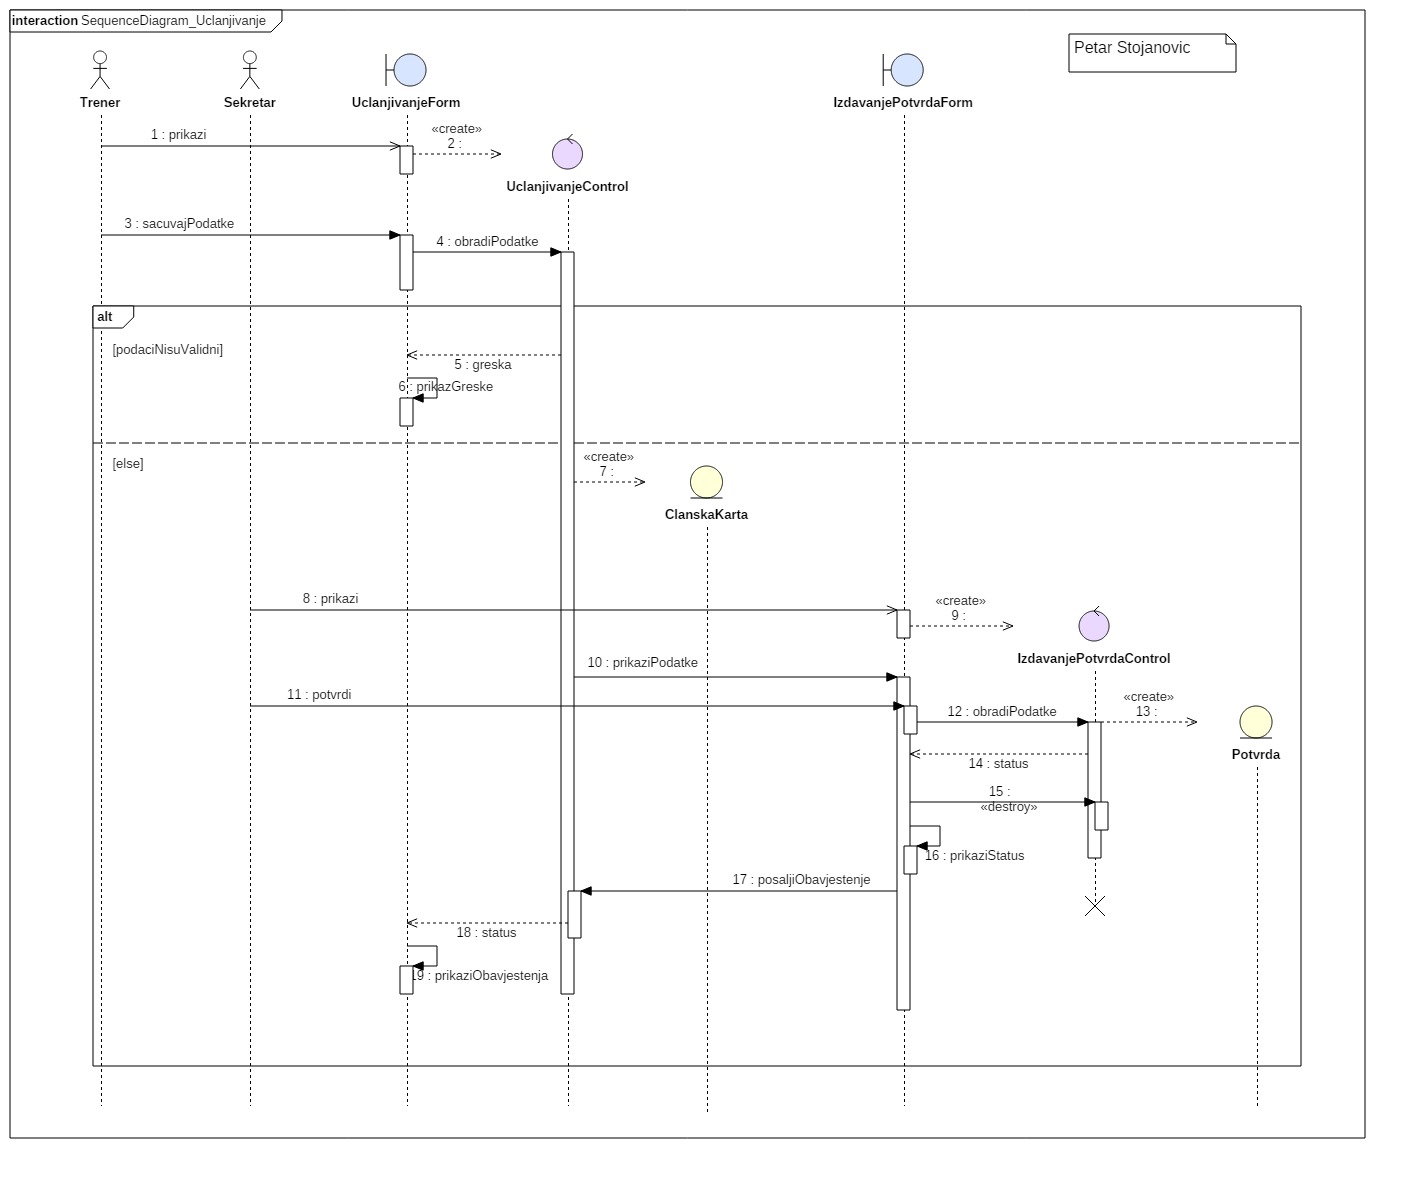 interaction SequenceDiagram_Uclanjivanje
Petar Stojanovic
Trener
Sekretar
UclanjivanjeForm
IzdavanjePotvrdaForm
1 : prikazi
«create»
2 :
UclanjivanjeControl
3 : sacuvajPodatke
4 : obradiPodatke
alt
[podaciNisuValidni]
5 : greska
6 : prikazGreske
[else]
«create»
7 :
ClanskaKarta
8 : prikazi
«create»
9 :
IzdavanjePotvrdaControl
10 : prikaziPodatke
11 : potvrdi
12 : obradiPodatke
«create»
13 :
14 : status
Potvrda
15 :
«destroy»
16 : prikaziStatus
17 : posaljiObavjestenje
18 : status
19 : prikaziObavjestenja